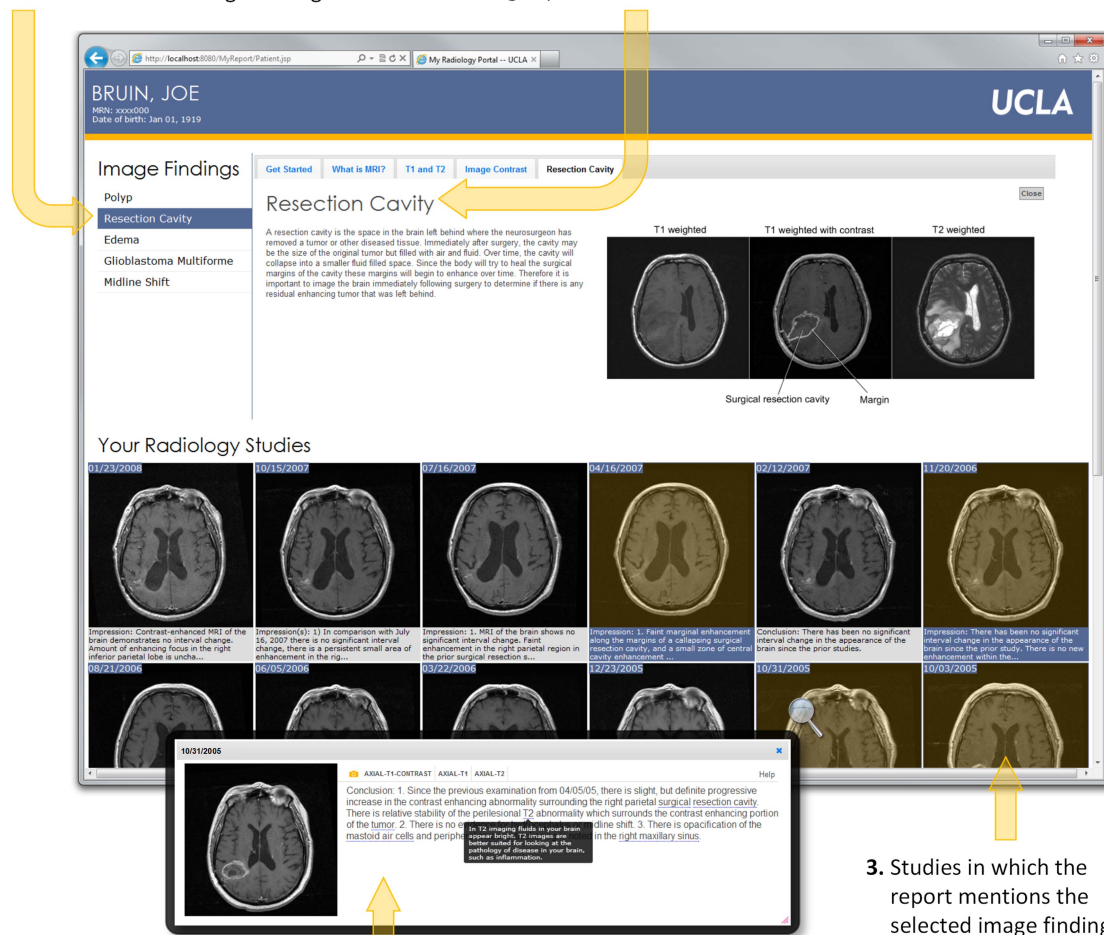 http://localhost:8080/MyReport/Patient.jsp
My Radiology Portal -- UCLA
BRUIN, JOE
MRN: xxxx000
Date of birth: Jan 01, 1919
UCLA
Image Findings
Polyp
Resection Cavity
Edema
Glioblastoma Multiforme
Midline Shift
Get Started What is MRI? T1 and T2 Image Contrast Resection Cavity
Close
Resection Cavity
A resection cavity is the space in the brain left behind where the neurosurgeon has
removed a tumor or other diseased tissue. Immediately after surgery, the cavity may
be the size of the original tumor but filled with air and fluid. Over time, the cavity will
collapse into a smaller fluid filled space. Since the body will try to heal the surgical
margins of the cavity these margins will begin to enhance over time. Therefore it is
important to image the brain immediately following surgery to determine if there is any
residual enhancing tumor that was left behind.
T1 weighted T1 weighted with contrast T2 weighted
Surgical resection cavity Margin
Your Radiology Studies
01/23/2008 10/15/2007 07/16/2007 04/16/2007 02/12/2007 11/20/2006
Impression: Contrast-enhanced MRI of the
brain demonstrates no interval change.
Amount of enhancing focus in the right
inferior parietal lobe is uncha...
Impression(s): 1) In comparison with July
16, 2007 there is no significant interval
change, there is a persistent small area of
enhancement in the rig...
Impression: 1. MRI of the brain shows no
significant interval change. Faint
enhancement in the right parietal region in
the prior surgical resection s...
Impression: 1. Faint marginal enhancement
along the margins of a callapsing surgical
resection cavity, and a small zone of central
cavity enhancement ...
Conclusion: There has been no significant
interval change in the appearance of the
brain since the prior studies.
Impression: There has been no significant
interval change in the appearance of the
brain since the prior study. There is no new
enhancement within the...
08/21/2006 06/05/2006 03/22/2006 12/23/2005 10/31/2005 10/03/2005
10/31/2005
AXIAL-T1-CONTRAST AXIAL-T1 AXIAL-T2 Help
Conclusion: 1. Since the previous examination from 04/05/05, there is slight, but definite progressive
increase in the contrast enhancing abnormality surrounding the right parietal surgical resection cavity.
There is relative stability of the perilesional T2 abnormality which surrounds the contrast enhancing portion
of the tumor. 2. There is no midline shift. 3. There is opacification of the
mastoid air cells and in the right maxillary sinus.
In T2 imaging fluids in your brain
appear bright. T2 images are
better suited for looking at the
pathology of disease in your brain,
such as inflammation.
3. Studies in which the
report mentions the
selected image finding